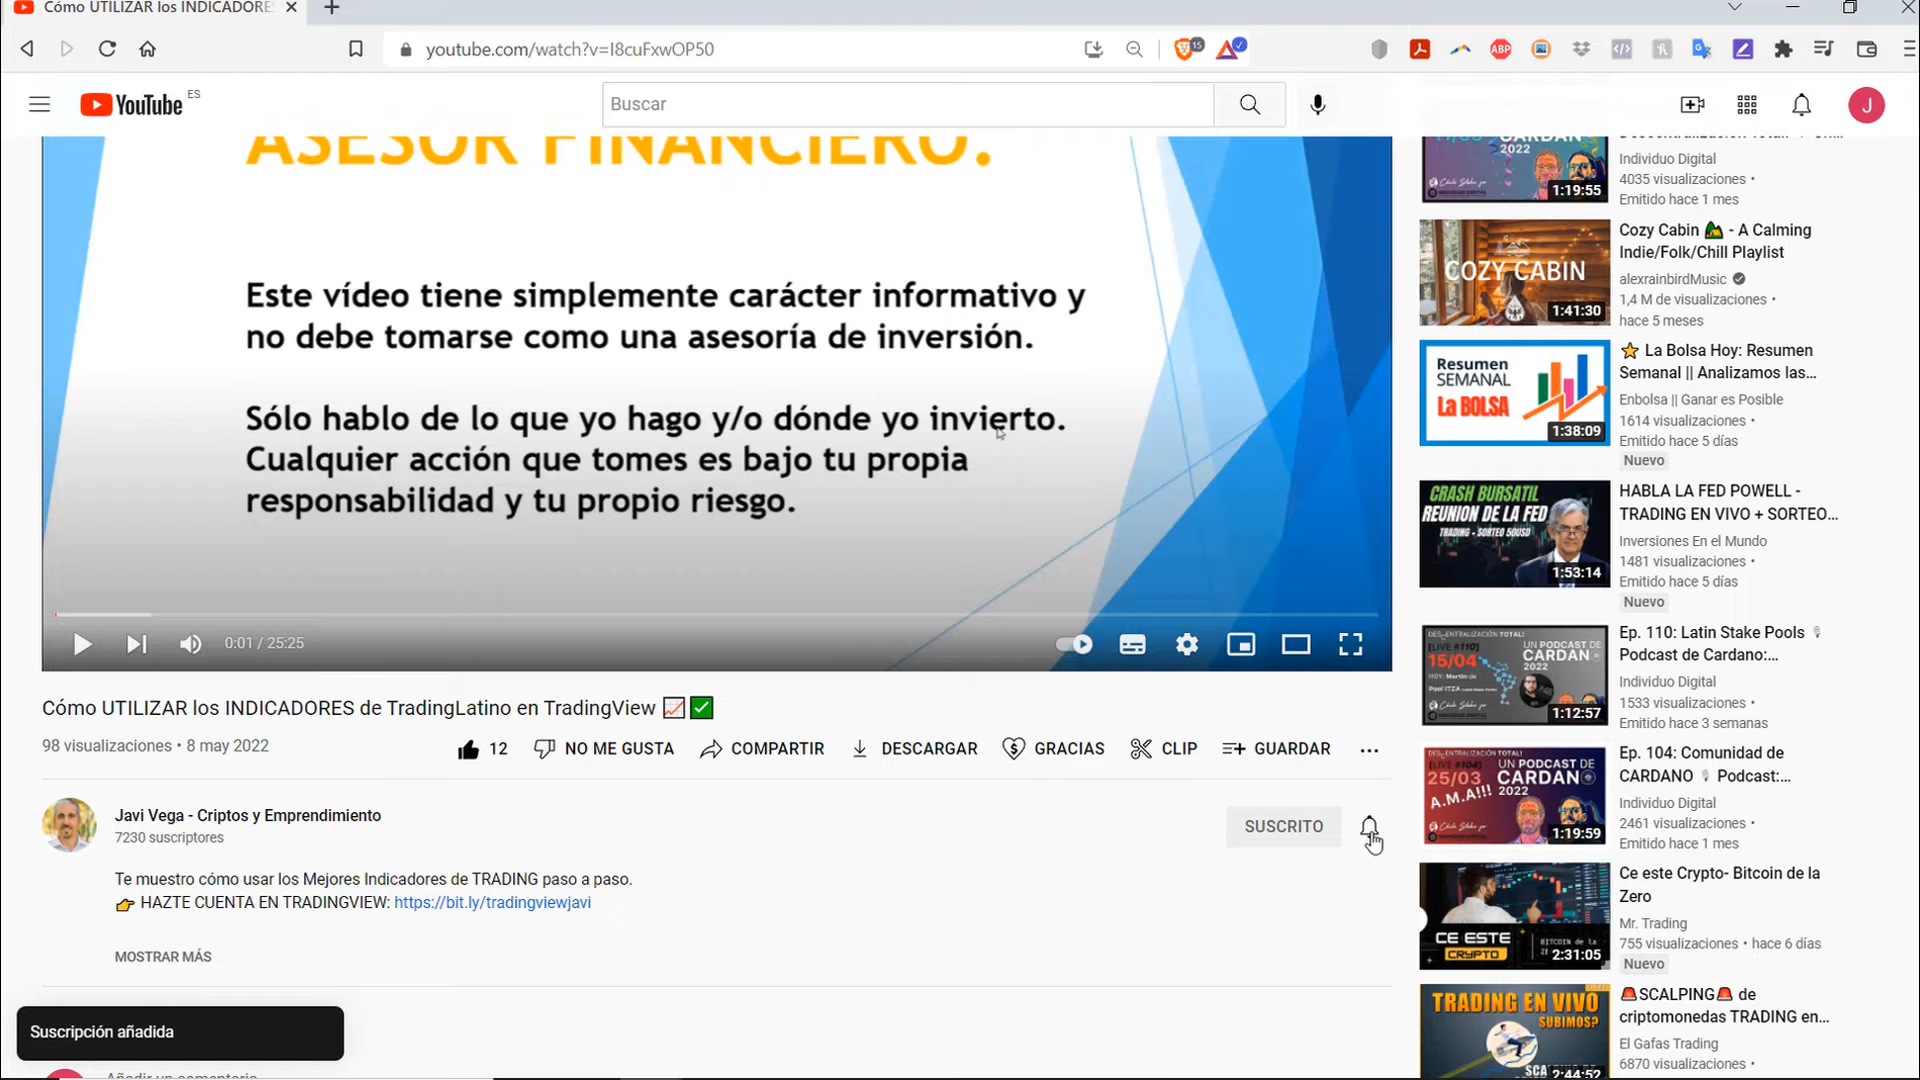 Cómo UTILIZAR los INDICADORES
youtube.com/watch?v=I8cuFxwOP50
15
ABP
YouTube
ES
Buscar
J
ASESOR FINANCIERO.
Este vídeo tiene simplemente carácter informativo y
no debe tomarse como una asesoría de inversión.
Sólo hablo de lo que yo hago y/o dónde yo invierto.
Cualquier acción que tomes es bajo tu propia
responsabilidad y tu propio riesgo.
0:01 / 25:25
Cómo UTILIZAR los INDICADORES de TradingLatino en TradingView
98 visualizaciones • 8 may 2022
12
NO ME GUSTA
COMPARTIR
DESCARGAR
GRACIAS
CLIP
GUARDAR
Javi Vega - Criptos y Emprendimiento
7230 suscriptores
SUSCRITO
Te muestro cómo usar los Mejores Indicadores de TRADING paso a paso.
HAZTE CUENTA EN TRADINGVIEW: https://bit.ly/tradingviewjavi
MOSTRAR MÁS
Suscripción añadida
Añadir un comentario
CARDAN
2022
1:19:55
Individuo Digital
4035 visualizaciones •
Emitido hace 1 mes
COZY CABIN
1:41:30
Cozy Cabin - A Calming
Indie/Folk/Chill Playlist
alexrainbirdMusic
1,4 M de visualizaciones •
hace 5 meses
Resumen
SEMANAL
La BOLSA
1:38:09
La Bolsa Hoy: Resumen
Semanal || Analizamos las...
Enbolsa || Ganar es Posible
1614 visualizaciones •
Emitido hace 5 días
Nuevo
CRASH BURSATIL
REUNION DE LA FED
TRADING - SORTEO 50USD
1:53:14
HABLA LA FED POWELL -
TRADING EN VIVO + SORTEO...
Inversiones En el Mundo
1481 visualizaciones •
Emitido hace 5 días
Nuevo
DESCENTRALIZACIÓN TOTAL!
[LIVE #110]
15/04
UN PODCAST DE
CARDAN
2022
1:12:57
Ep. 110: Latin Stake Pools
Podcast de Cardano:...
Individuo Digital
1533 visualizaciones •
Emitido hace 3 semanas
DESCENTRALIZACIÓN TOTAL!
[LIVE #104]
25/03
A.M.A!!!
UN PODCAST DE
CARDAN
2022
1:19:59
Ep. 104: Comunidad de
CARDANO Podcast:...
Individuo Digital
2461 visualizaciones •
Emitido hace 1 mes
CE ESTE
CRYPTO
BITCOIN de la
2:31:05
Ce este Crypto- Bitcoin de la
Zero
Mr. Trading
755 visualizaciones • hace 6 días
Nuevo
TRADING EN VIVO
SUBIMOS?
2:44:52
SCALPING de
criptomonedas TRADING en...
El Gafas Trading
6870 visualizaciones •